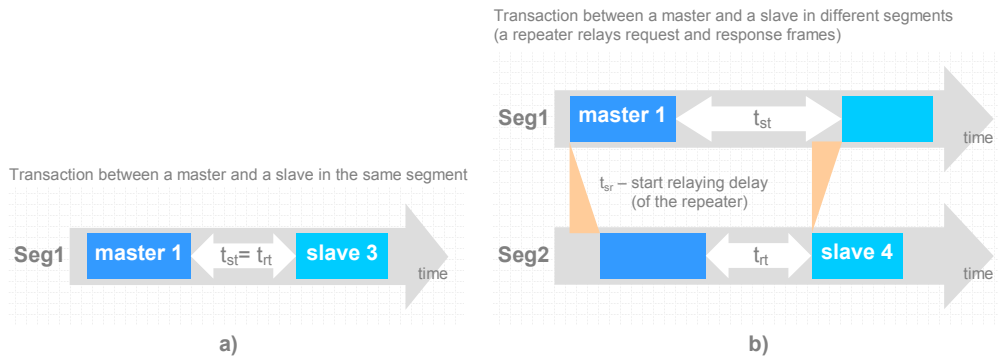 Transaction between a master and a slave in the same segment
Seg1
master 1
tst= trt
slave 3
time
a)
Transaction between a master and a slave in different segments
(a repeater relays request and response frames)
Seg1
master 1
tst
time
tsr – start relaying delay
(of the repeater)
Seg2
trt
slave 4
time
b)